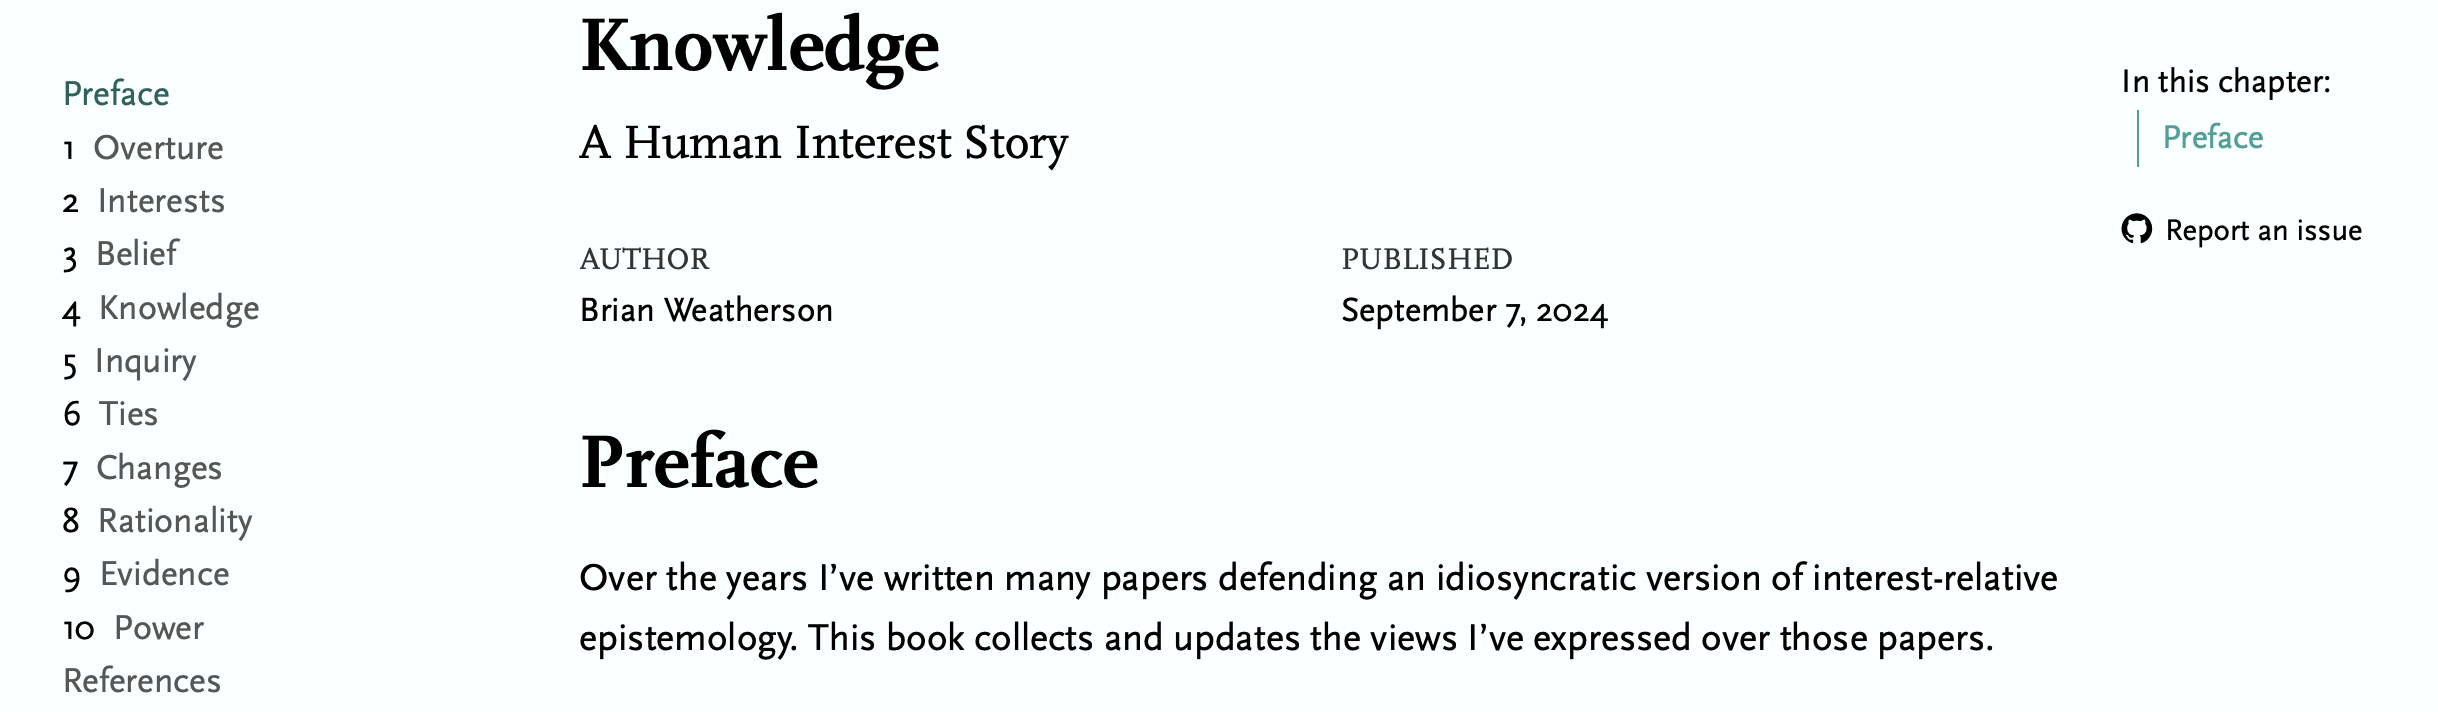 Preface
1 Overture
2 Interests
3 Belief
4 Knowledge
5 Inquiry
6 Ties
7 Changes
8 Rationality
9 Evidence
10 Power
References
Knowledge
A Human Interest Story
AUTHOR
Brian Weatherson
PUBLISHED
September 7, 2024
Preface
Over the years I’ve written many papers defending an idiosyncratic version of interest-relative
epistemology. This book collects and updates the views I’ve expressed over those papers.
In this chapter:
Preface
Report an issue